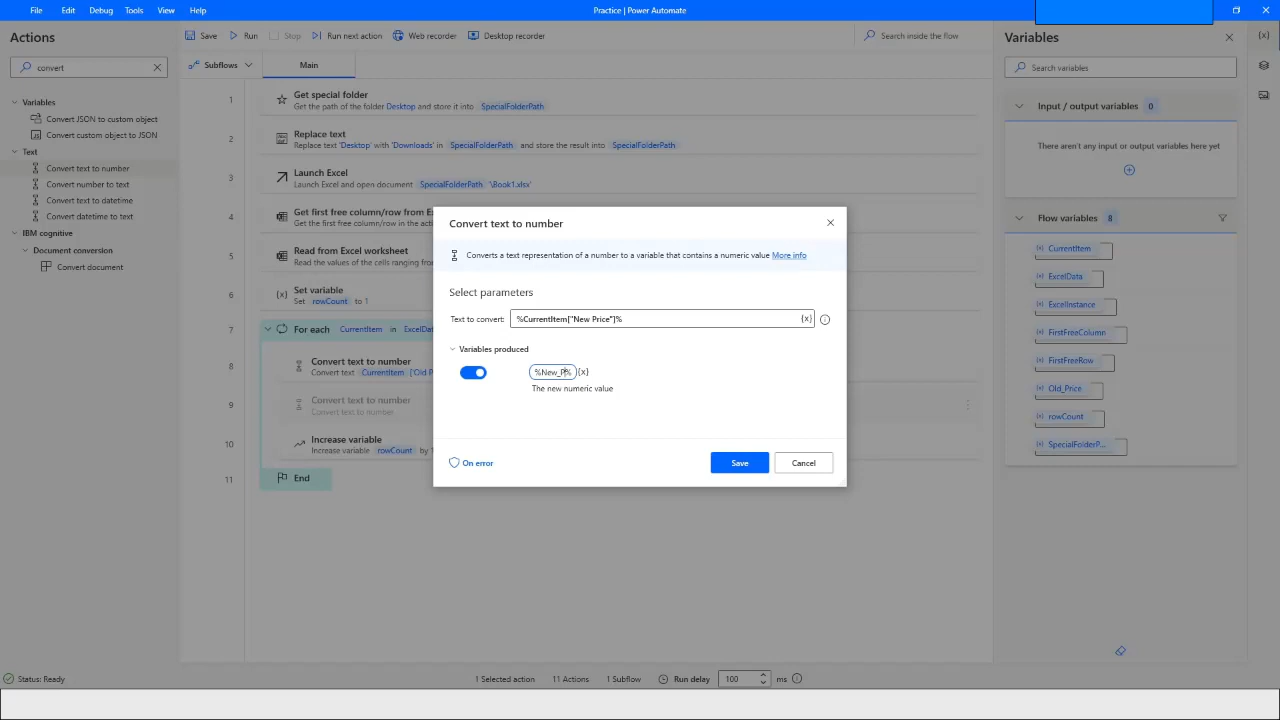 File Edit Debug Tools View Help
Practice | Power Automate
Actions
Save Run Stop Run next action Web recorder Desktop recorder
Search inside the flow
Variables
{x}
convert
Subflows
Main
Search variables
Variables
Convert JSON to custom object
Convert custom object to JSON
Text
Convert text to number
Convert number to text
Convert text to datetime
Convert datetime to text
IBM cognitive
Document conversion
Convert document
1
Get special folder
Get the path of the folder Desktop and store it into SpecialFolderPath
2
Replace text
Replace text 'Desktop' with 'Downloads' in SpecialFolderPath and store the result into SpecialFolderPath
3
Launch Excel
Launch Excel and open document SpecialFolderPath '\Book1.xlsx'
4
Get first free column/row from E
Get the first free column/row in the acti
5
Read from Excel worksheet
Read the values of the cells ranging from
6
{x} Set variable
Set rowCount to 1
7
For each CurrentItem in ExcelDat
8
Convert text to number
Convert text CurrentItem ['Old P
9
Convert text to number
Convert text to number
10
Increase variable
Increase variable rowCount by 1
11
End
Convert text to number
Converts a text representation of a number to a variable that contains a numeric value More info
Select parameters
Text to convert: %CurrentItem["New Price"]% {x}
Variables produced
%New_P% {x}
The new numeric value
On error
Save
Cancel
Input / output variables 0
There aren't any input or output variables here yet
Flow variables 8
{x} CurrentItem
{x} ExcelData
{x} ExcelInstance
{x} FirstFreeColumn
{x} FirstFreeRow
{x} Old_Price
{x} rowCount
{x} SpecialFolderP...
Status: Ready
1 Selected action 11 Actions 1 Subflow Run delay 100 ms